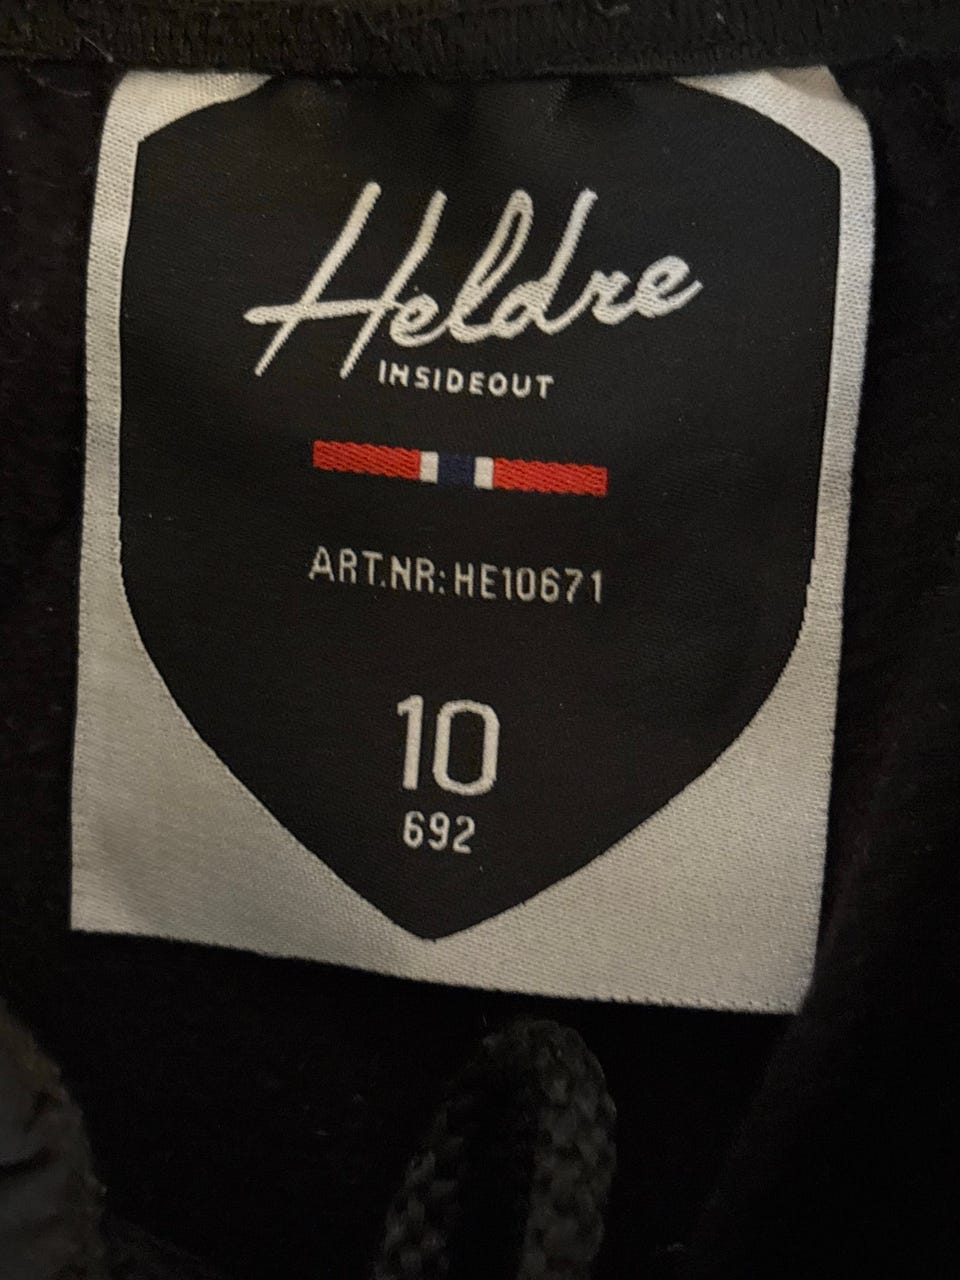 Heldre
INSIDEOUT
ART.NR:HE10671
10
692